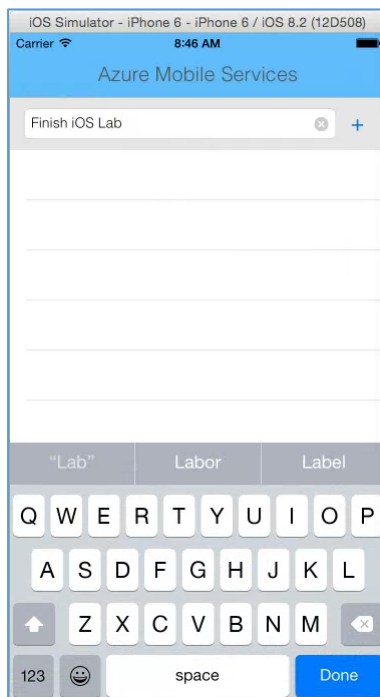 iOS Simulator - iPhone 6 - iPhone 6 / iOS 8.2 (12D508)
Carrier 8:46 AM
Azure Mobile Services
Finish iOS Lab +
“Lab” Labor Label
Q W E R T Y U I O P
A S D F G H J K L
Z X C V B N M
123 space Done